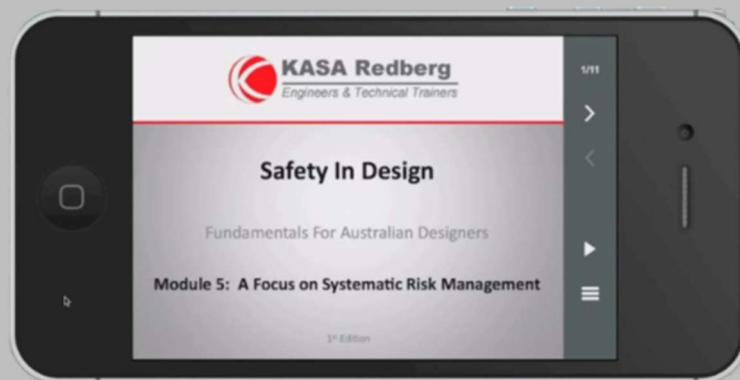 KASA Redberg
Engineers & Technical Trainers
1/11
Safety In Design
Fundamentals For Australian Designers
Module 5: A Focus on Systematic Risk Management
1st Edition